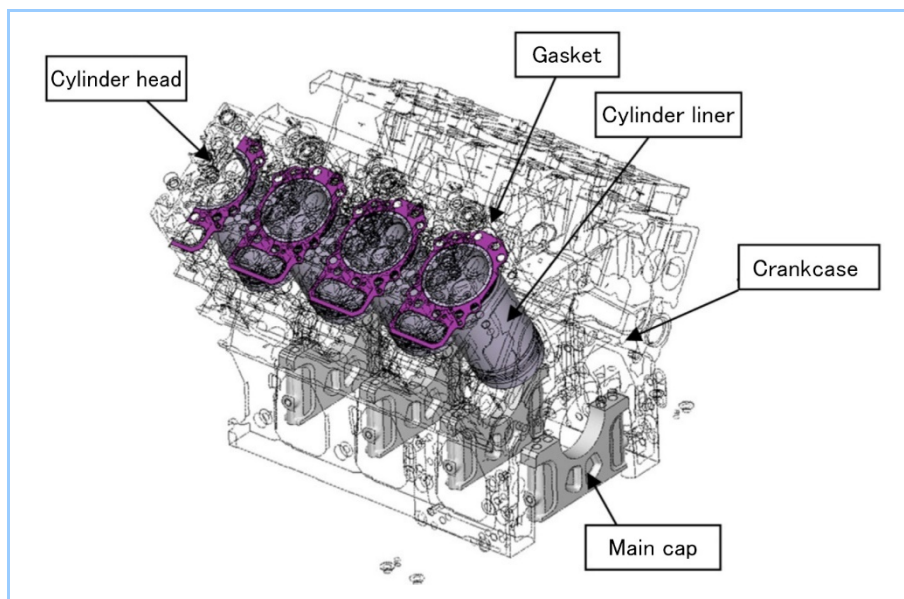 Gasket
Cylinder head
Cylinder liner
Crankcase
Main cap